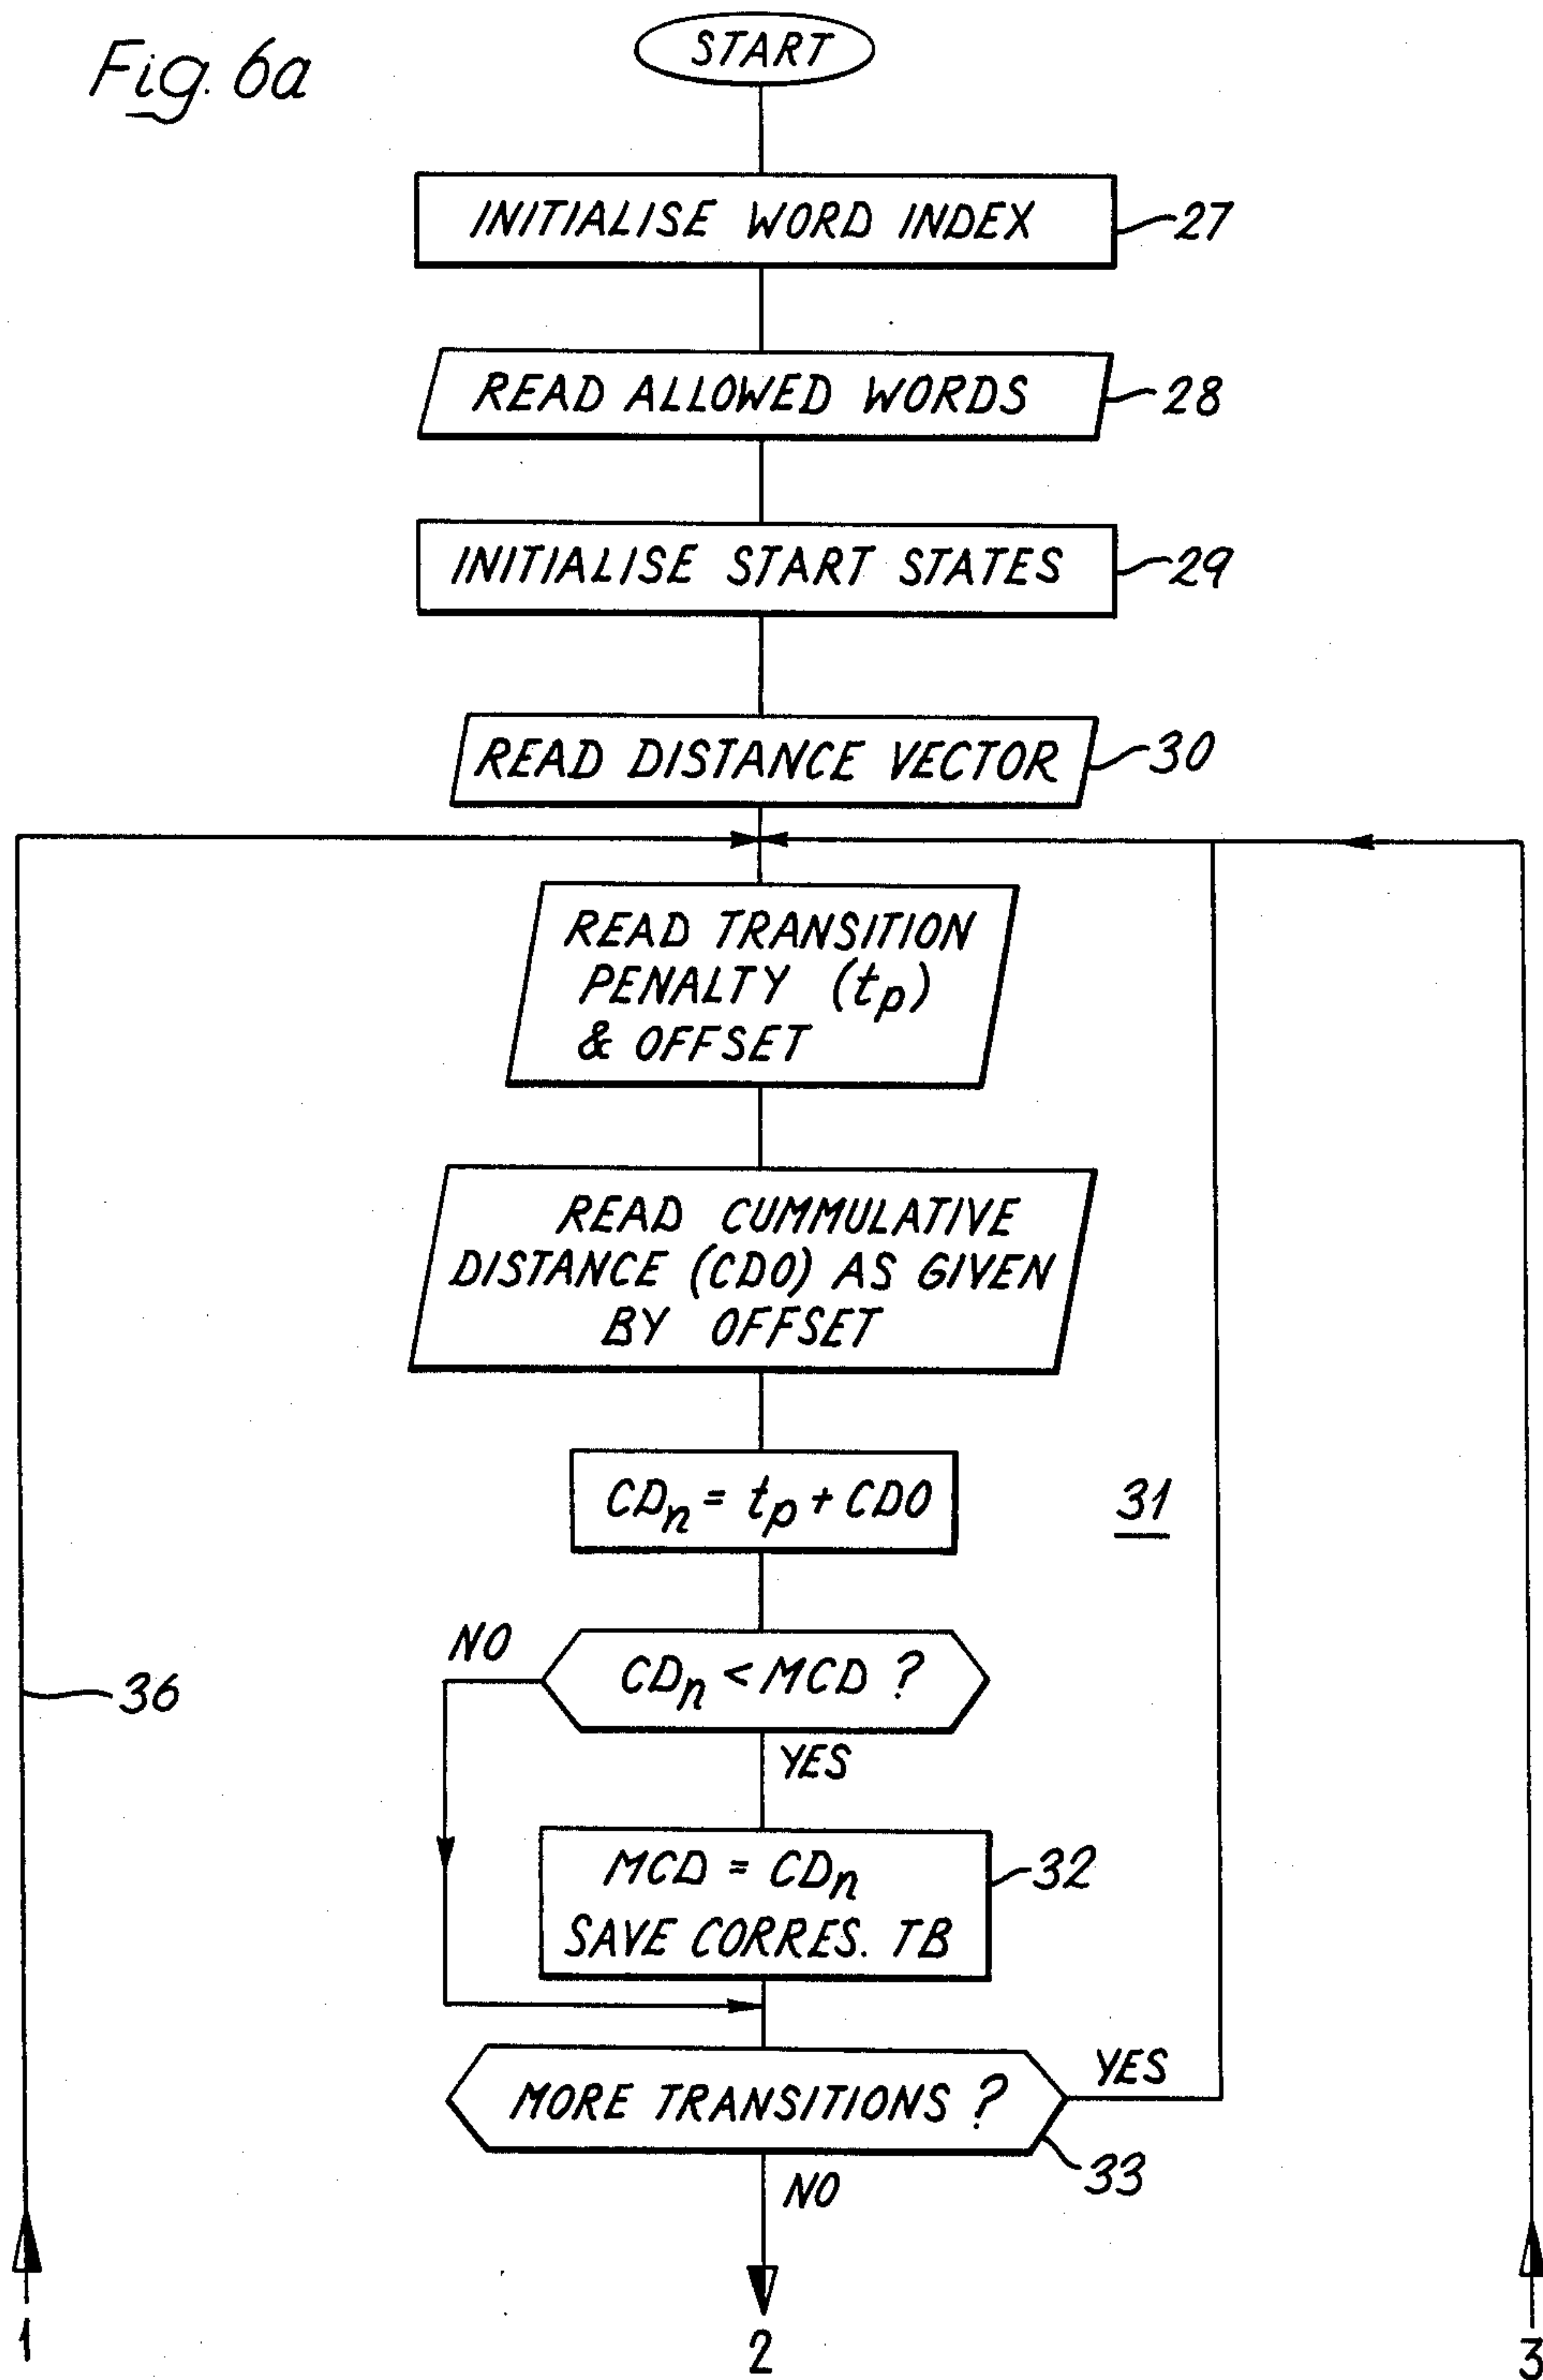 Fig. 6a
START
INITIALISE WORD INDEX
27
READ ALLOWED WORDS
28
INITIALISE START STATES
29
READ DISTANCE VECTOR
30
READ TRANSITION
PENALTY (tp)
& OFFSET
READ CUMMULATIVE
DISTANCE (CDO) AS GIVEN
BY OFFSET
CDn = tp + CDO
31
NO
CDn < MCD ?
36
YES
MCD = CDn
SAVE CORRES. TB
32
YES
MORE TRANSITIONS ?
33
NO
1
2
3